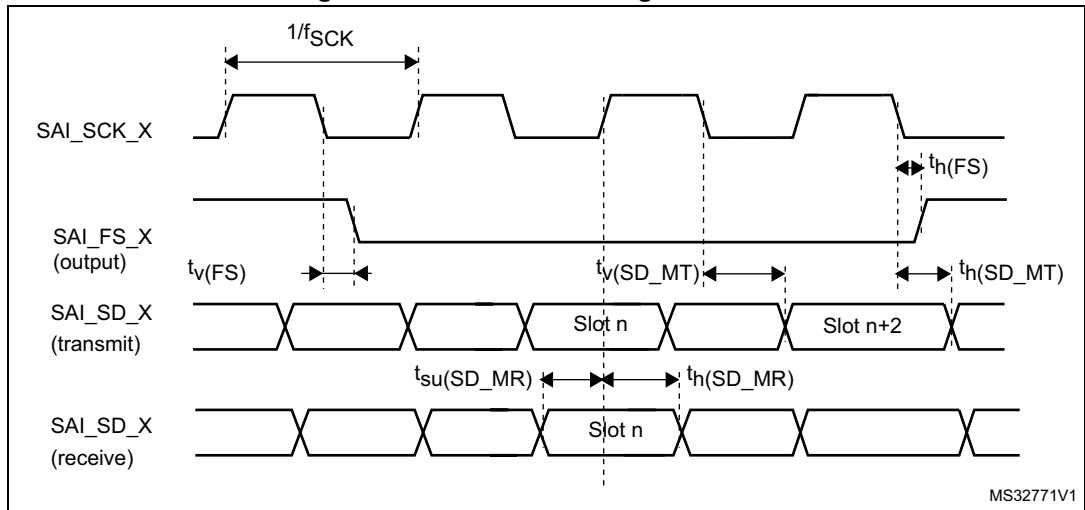 1/fSCK
SAI_SCK_X
th(FS)
SAI_FS_X
(output)
tv(FS)
tv(SD_MT)
th(SD_MT)
SAI_SD_X
(transmit)
Slot n
Slot n+2
tsu(SD_MR)
th(SD_MR)
SAI_SD_X
(receive)
Slot n
MS32771V1